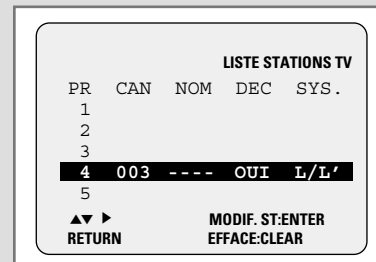 LISTE STATIONS TV
PR CAN NOM DEC SYS.
1
2
3
4 003 ---- OUI L/L’
5
▲▼ ▶ MODIF. ST:ENTER
RETURN EFFACE:CLEAR